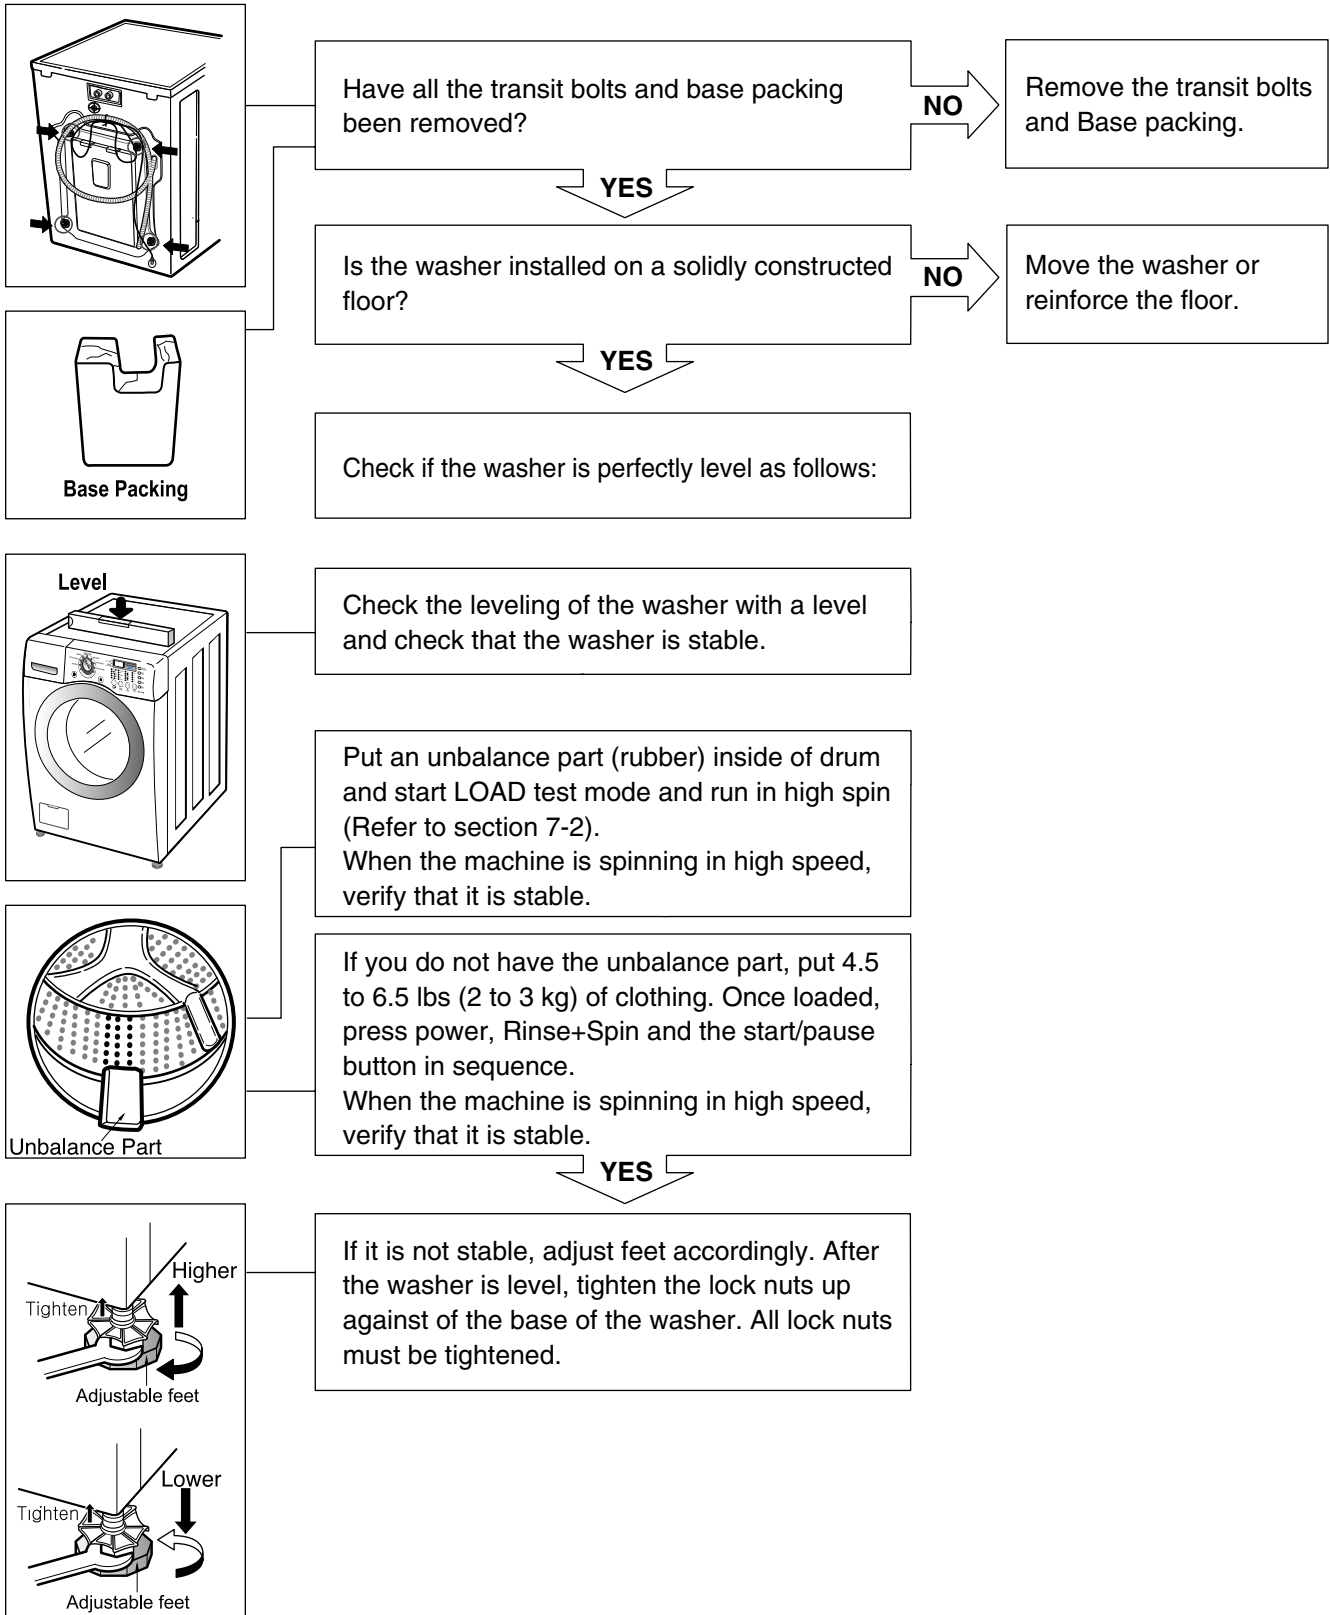 Have all the transit bolts and base packing
been removed?
NO
Remove the transit bolts
and Base packing.
YES
Is the washer installed on a solidly constructed
floor?
NO
Move the washer or
reinforce the floor.
YES
Base Packing
Check if the washer is perfectly level as follows:
Level
Check the leveling of the washer with a level
and check that the washer is stable.
Put an unbalance part (rubber) inside of drum
and start LOAD test mode and run in high spin
(Refer to section 7-2).
When the machine is spinning in high speed,
verify that it is stable.
Unbalance Part
If you do not have the unbalance part, put 4.5
to 6.5 lbs (2 to 3 kg) of clothing. Once loaded,
press power, Rinse+Spin and the start/pause
button in sequence.
When the machine is spinning in high speed,
verify that it is stable.
YES
Higher
Tighten
Adjustable feet
If it is not stable, adjust feet accordingly. After
the washer is level, tighten the lock nuts up
against of the base of the washer. All lock nuts
must be tightened.
Lower
Tighten
Adjustable feet